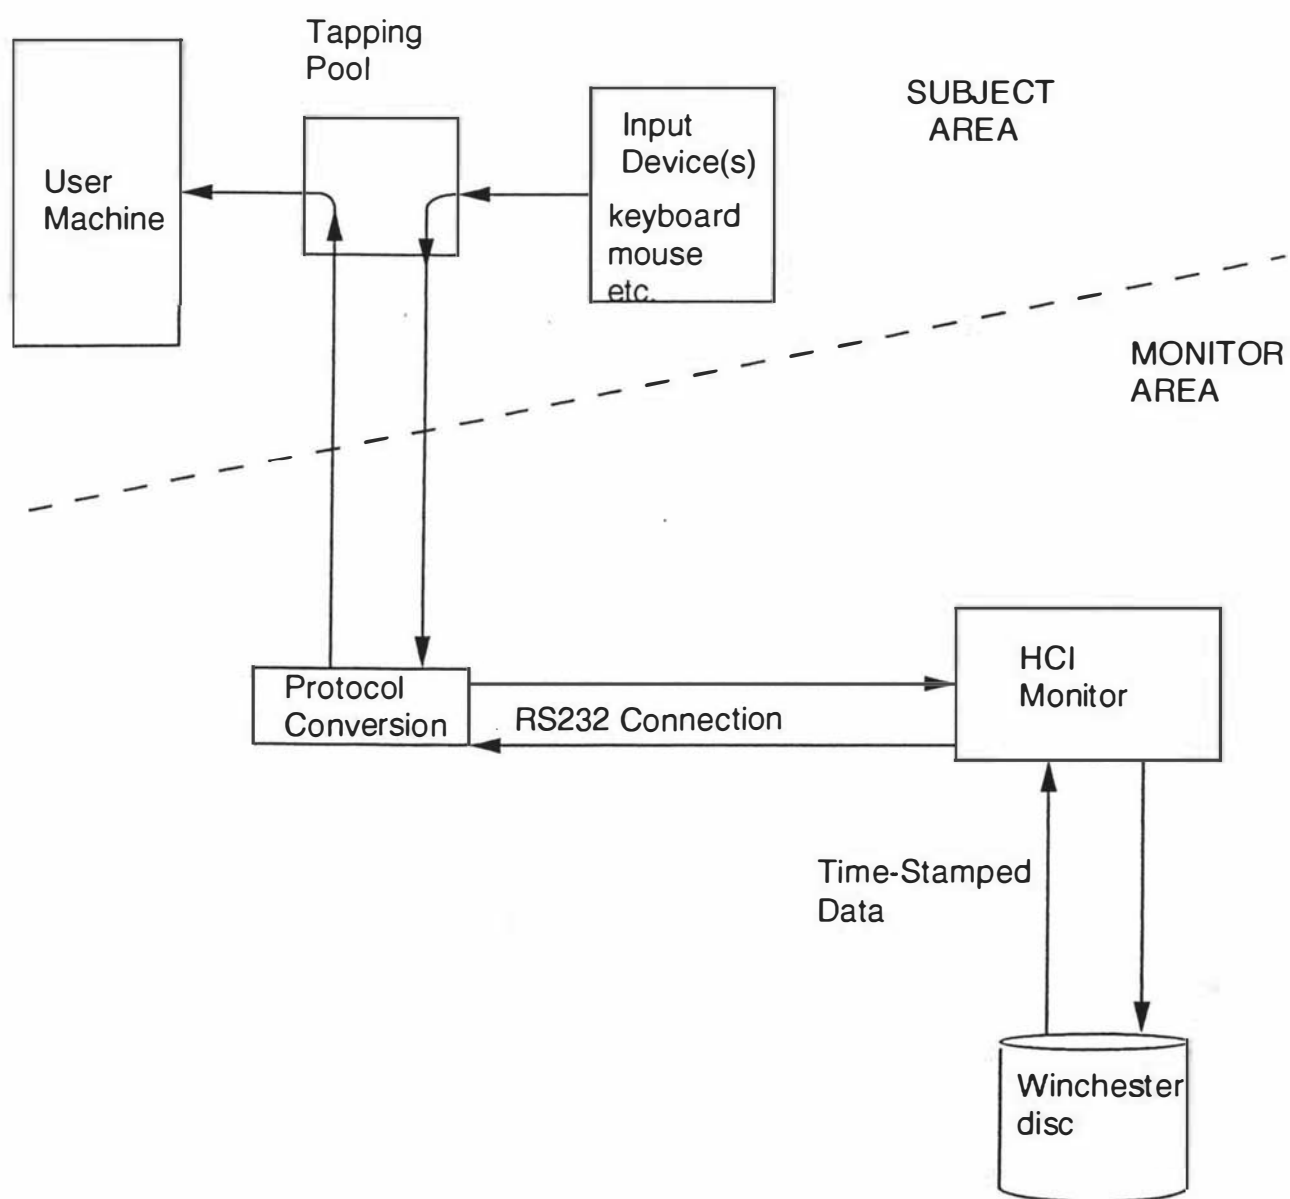 Tapping
Pool
User
Machine
Input
Device(s)
keyboard
mouse
etc.
SUBJECT
AREA
MONITOR
AREA
Protocol
Conversion
RS232 Connection
HCI
Monitor
Time-Stamped
Data
Winchester
disc